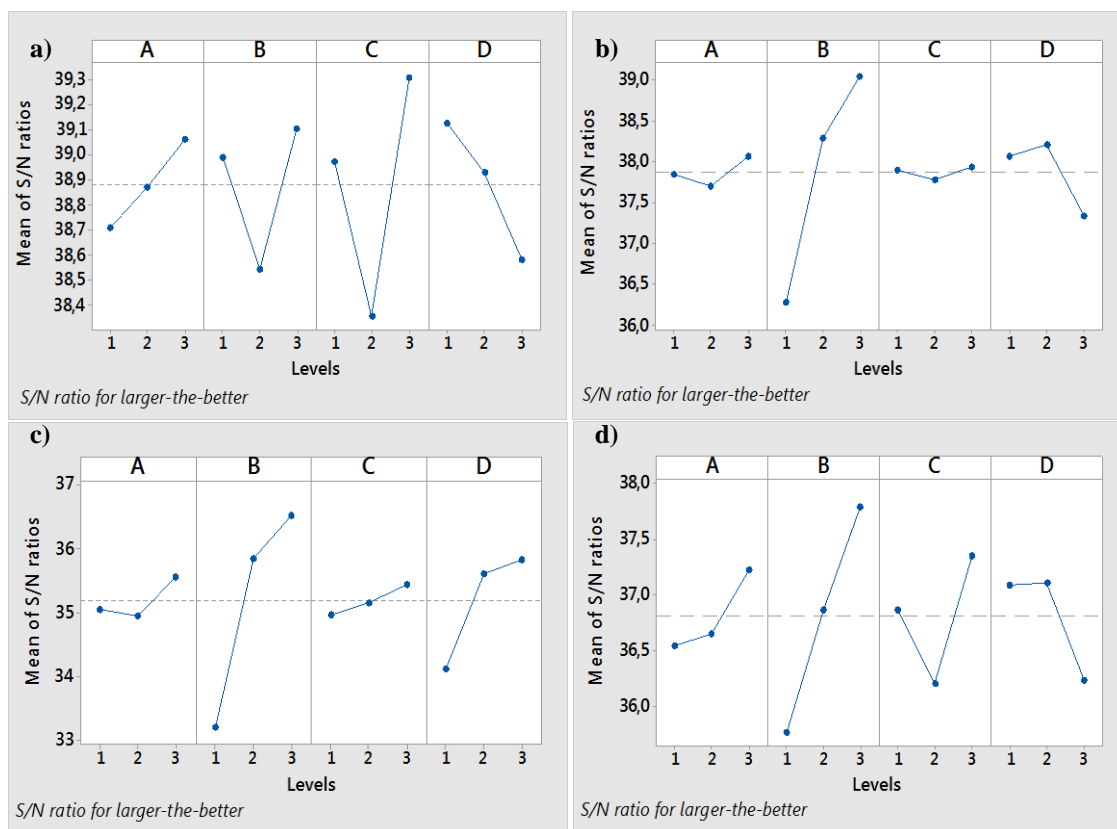 a)
A B C D
39,3
39,2
39,1
39,0
38,9
38,8
38,7
38,6
38,5
38,4
Mean of S/N ratios
1 2 3 1 2 3 1 2 3 1 2 3
Levels
S/N ratio for larger-the-better
b)
A B C D
39,0
38,5
38,0
37,5
37,0
36,5
36,0
Mean of S/N ratios
1 2 3 1 2 3 1 2 3 1 2 3
Levels
S/N ratio for larger-the-better
c)
A B C D
37
36
35
34
33
Mean of S/N ratios
1 2 3 1 2 3 1 2 3 1 2 3
Levels
S/N ratio for larger-the-better
d)
A B C D
38,0
37,5
37,0
36,5
36,0
Mean of S/N ratios
1 2 3 1 2 3 1 2 3 1 2 3
Levels
S/N ratio for larger-the-better